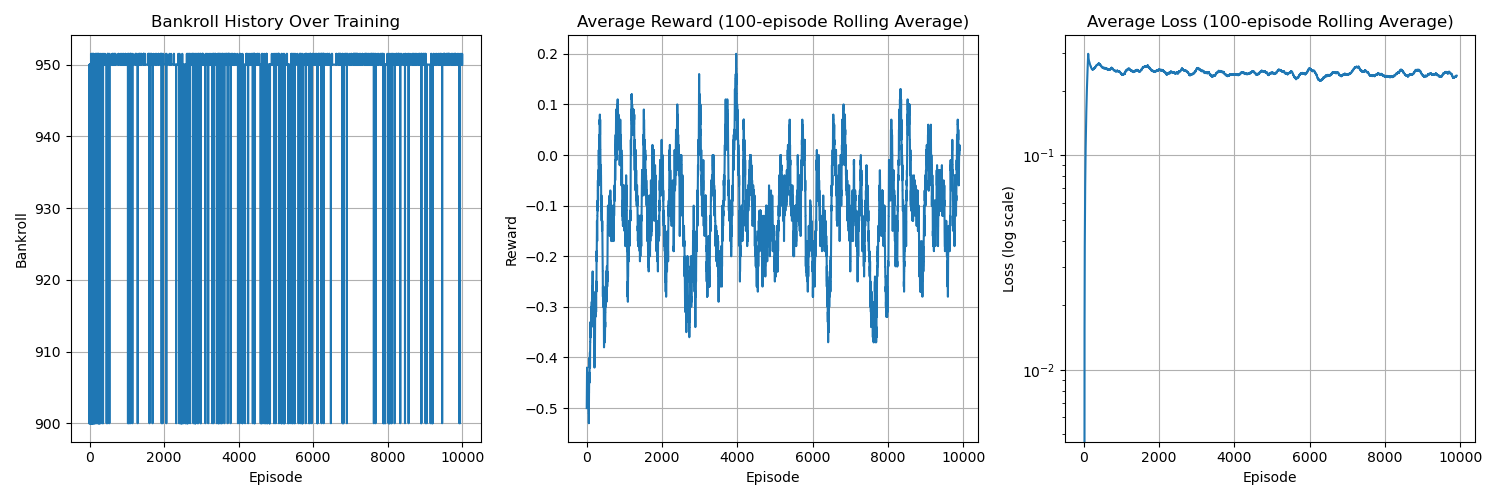 Bankroll History Over Training
Bankroll
950
940
930
920
910
900
0 2000 4000 6000 8000 10000
Episode
Average Reward (100-episode Rolling Average)
Reward
0.2
0.1
0.0
−0.1
−0.2
−0.3
−0.4
−0.5
0 2000 4000 6000 8000 10000
Episode
Average Loss (100-episode Rolling Average)
Loss (log scale)
10⁻¹
10⁻²
0 2000 4000 6000 8000 10000
Episode